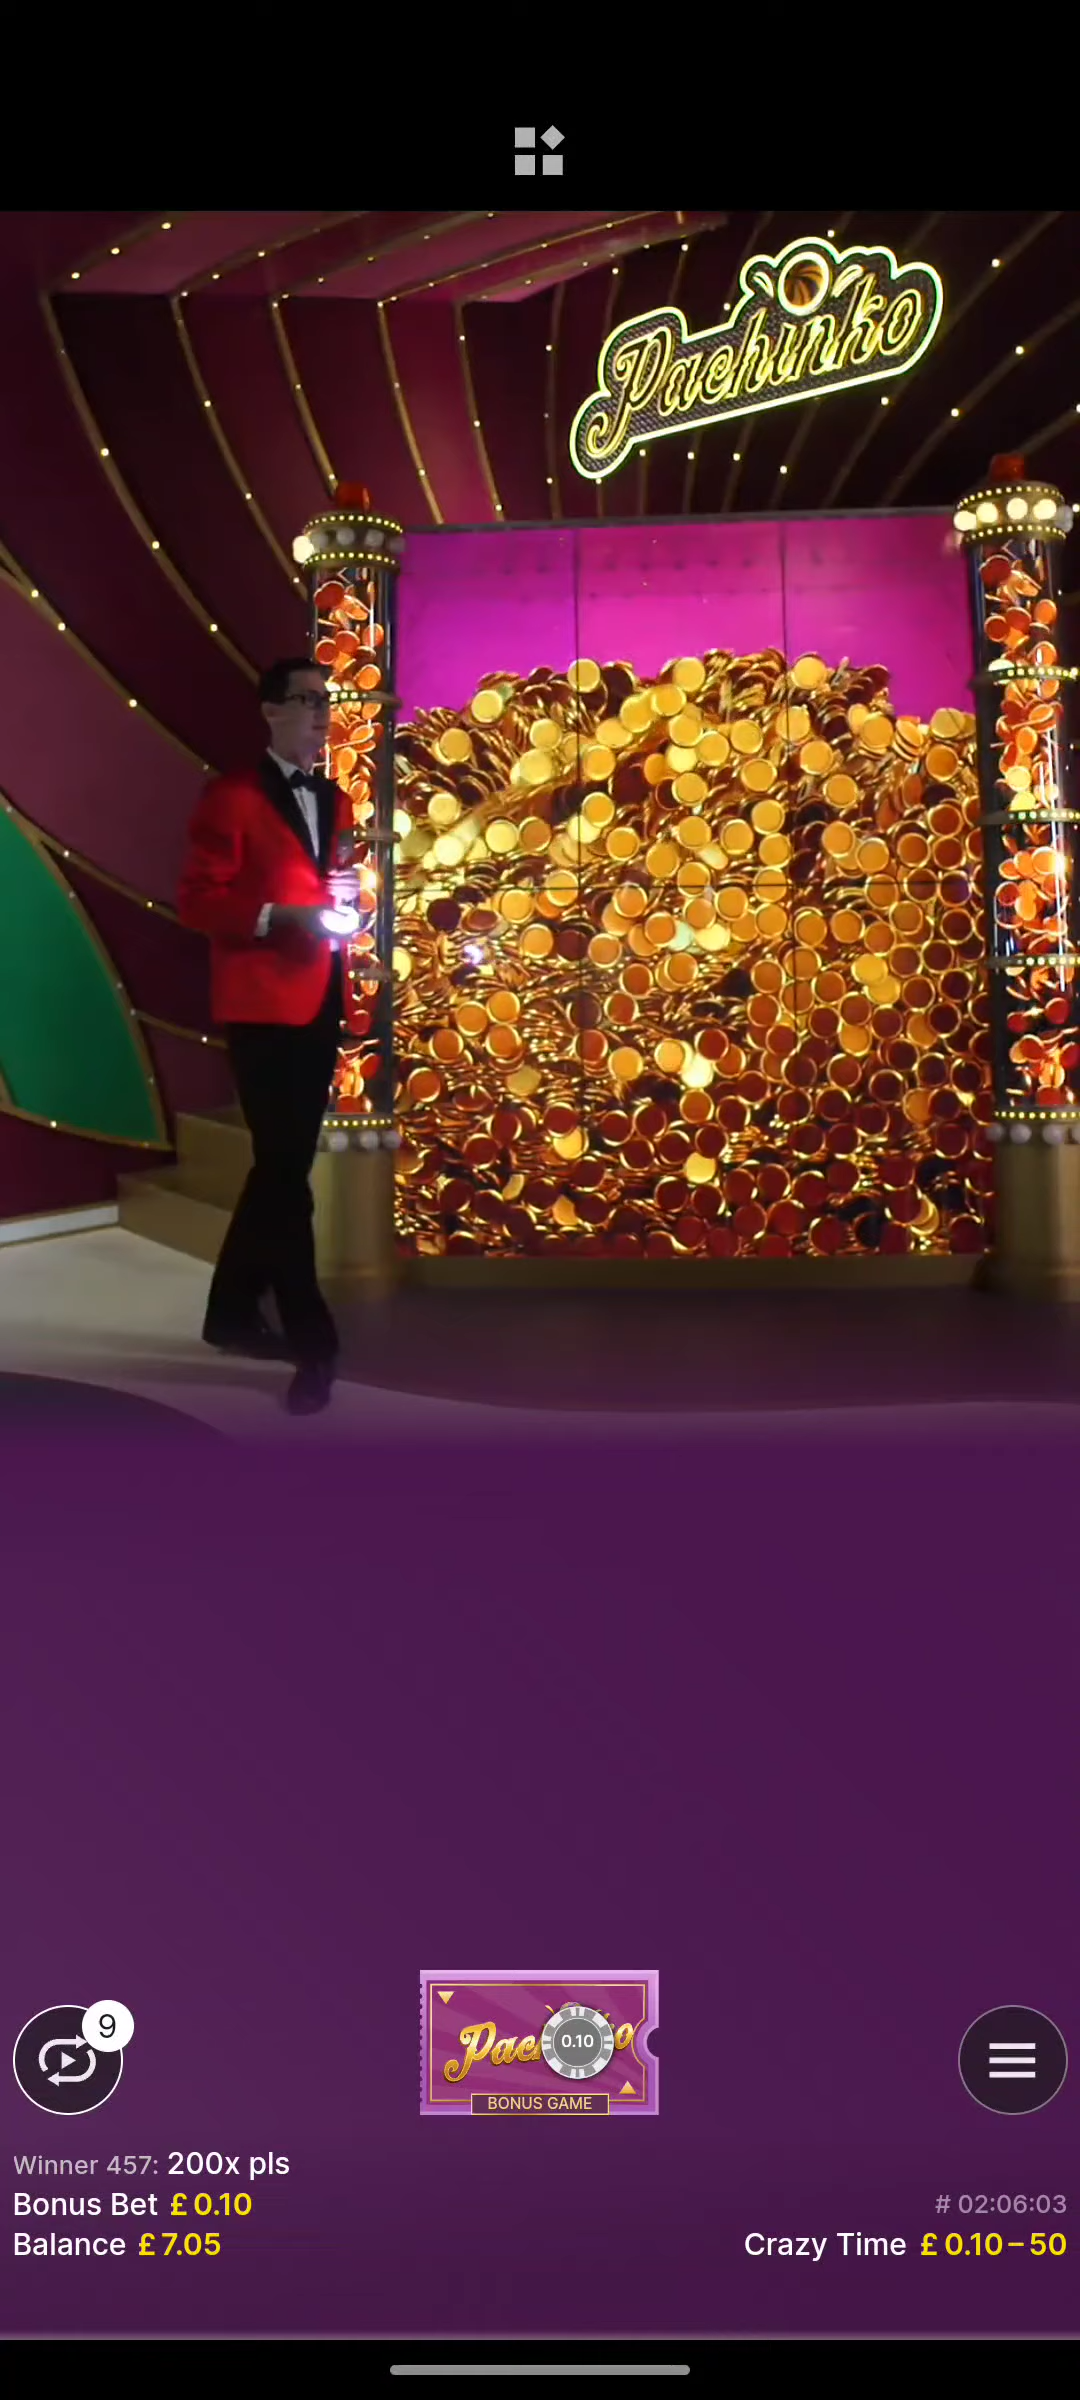 Pachinko
9
0.10
BONUS GAME
Winner 457: 200x pls
Bonus Bet £0.10
# 02:06:03
Balance £7.05
Crazy Time £0.10–50